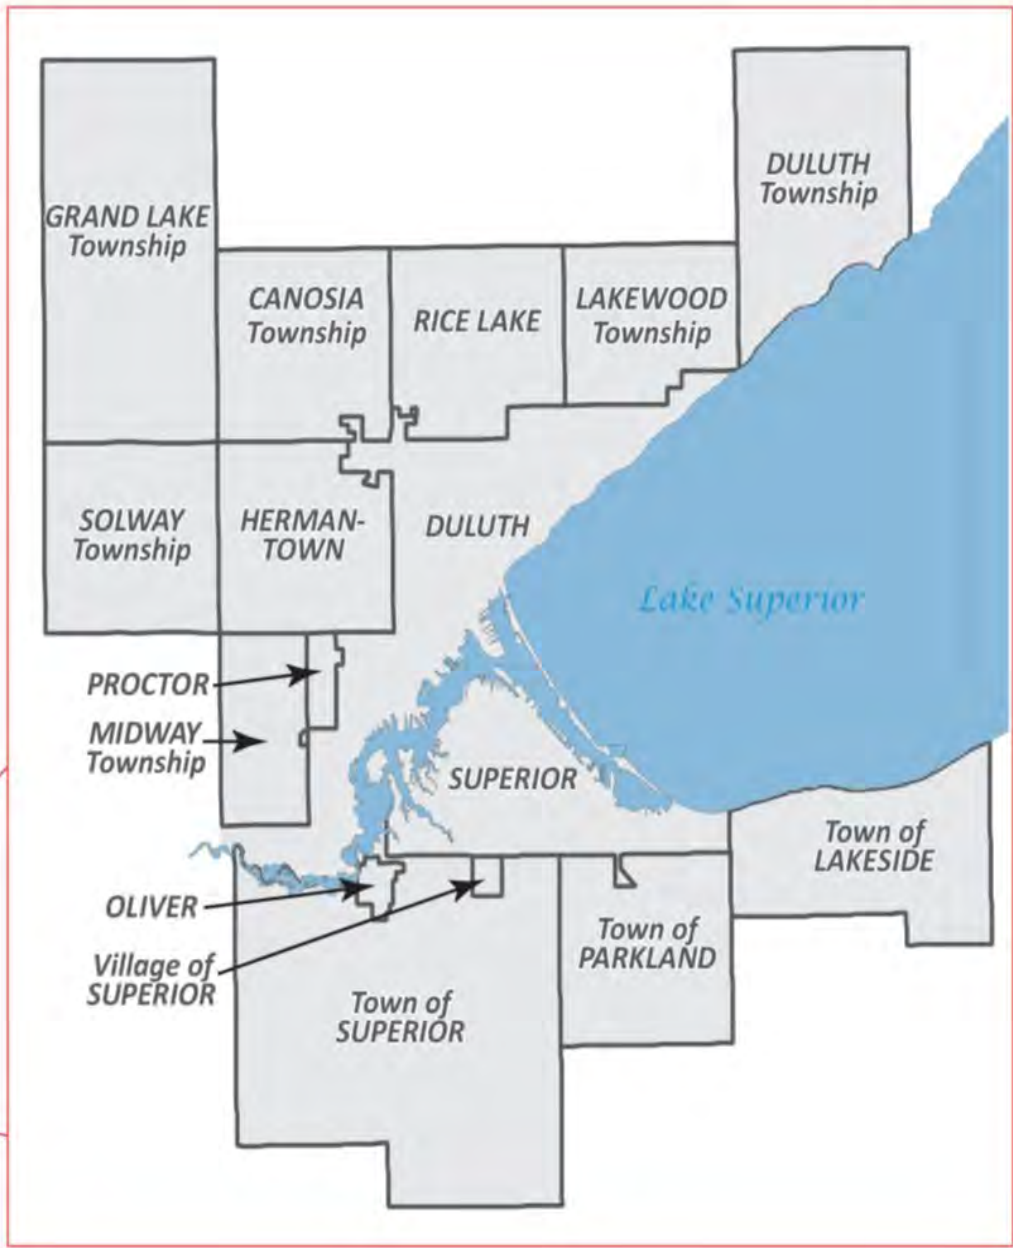 DULUTH
Township
GRAND LAKE
Township
CANOSIA
Township
RICE LAKE
LAKEWOOD
Township
SOLWAY
Township
HERMAN-
TOWN
DULUTH
Lake Superior
PROCTOR
MIDWAY
Township
SUPERIOR
Town of
LAKESIDE
OLIVER
Village of
SUPERIOR
Town of
PARKLAND
Town of
SUPERIOR